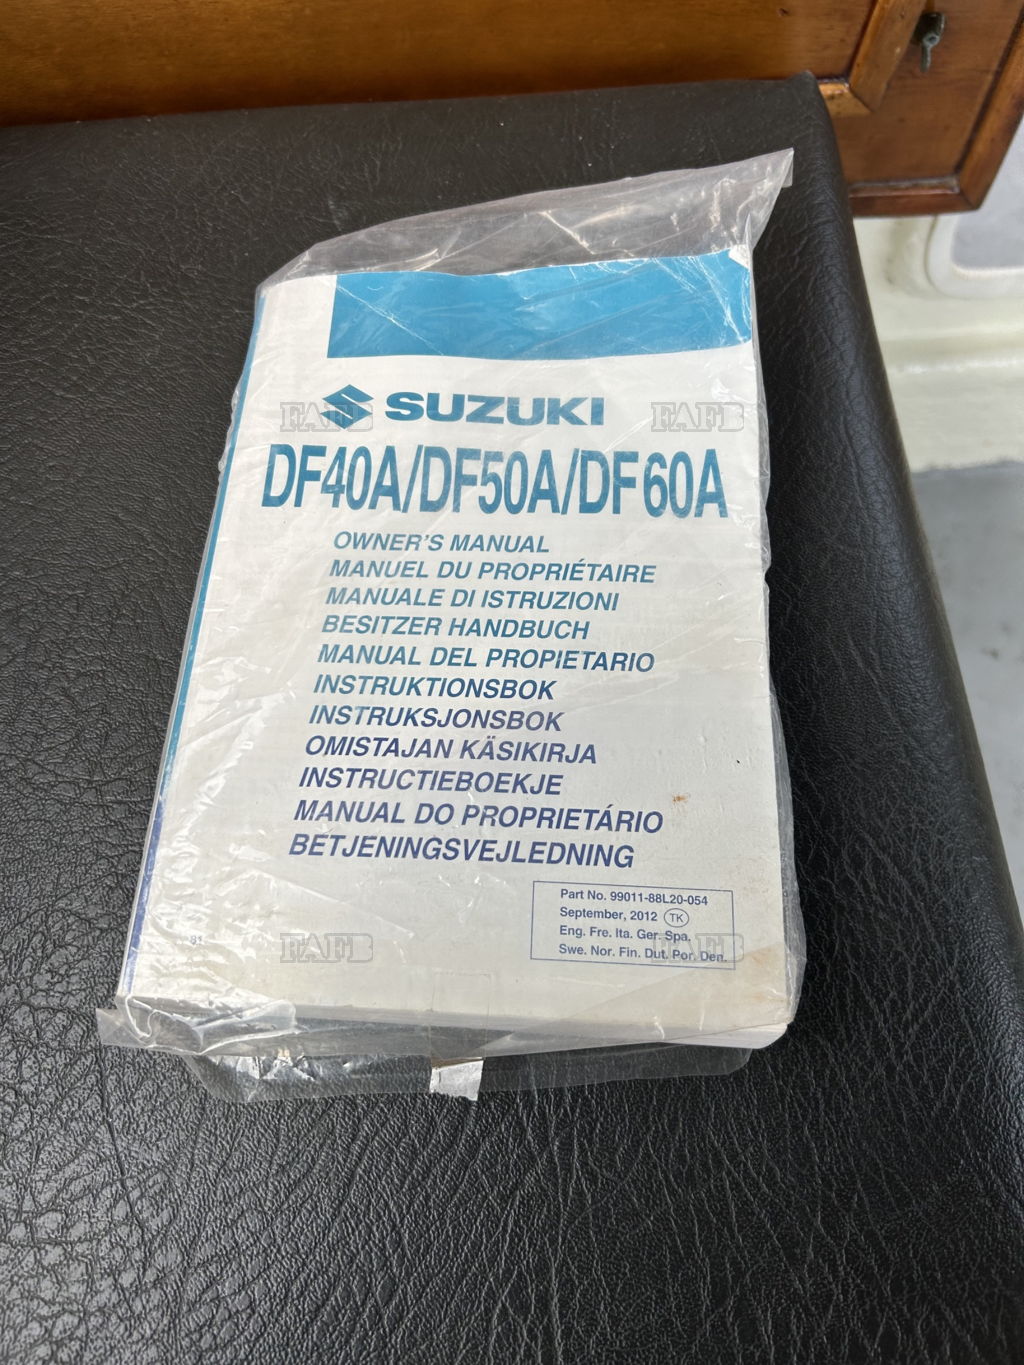 SUZUKI
DF40A/DF50A/DF60A
OWNER'S MANUAL
MANUEL DU PROPRIÉTAIRE
MANUALE DI ISTRUZIONI
BESITZER HANDBUCH
MANUAL DEL PROPIETARIO
INSTRUKTIONSBOK
INSTRUKSJONSBOK
OMISTAJAN KÄSIKIRJA
INSTRUCTIEBOEKJE
MANUAL DO PROPRIETÁRIO
BETJENINGSVEJLEDNING
Part No. 99011-88L20-054
September, 2012 TK
Eng. Fre. Ita. Ger. Spa.
Swe. Nor. Fin. Dut. Por. Den.
FAFB FAFB
FAFB FAFB